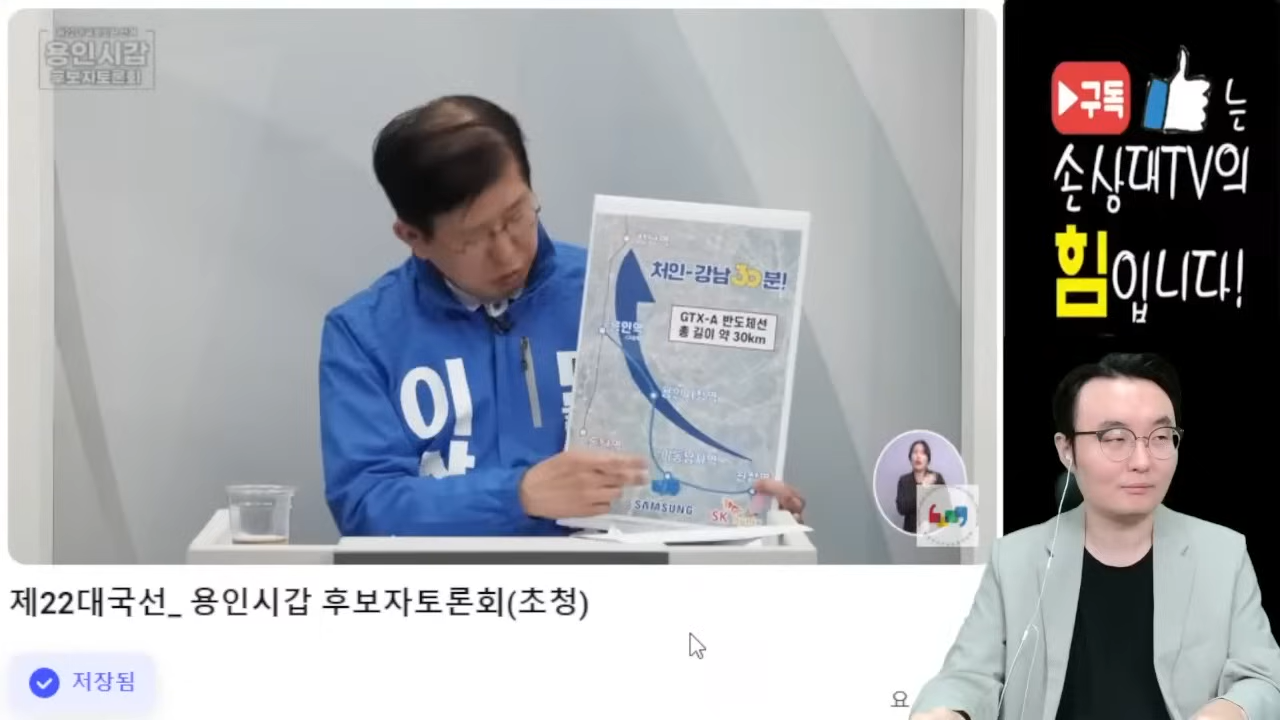 용인시갑
후보자토론회
처인-강남 30분!
GTX-A 반도체선
총 길이 약 30km
SAMSUNG
SK
이
제22대국선_ 용인시갑 후보자토론회(초청)
저장됨
요
구독
는
손상대TV의
힘입니다!